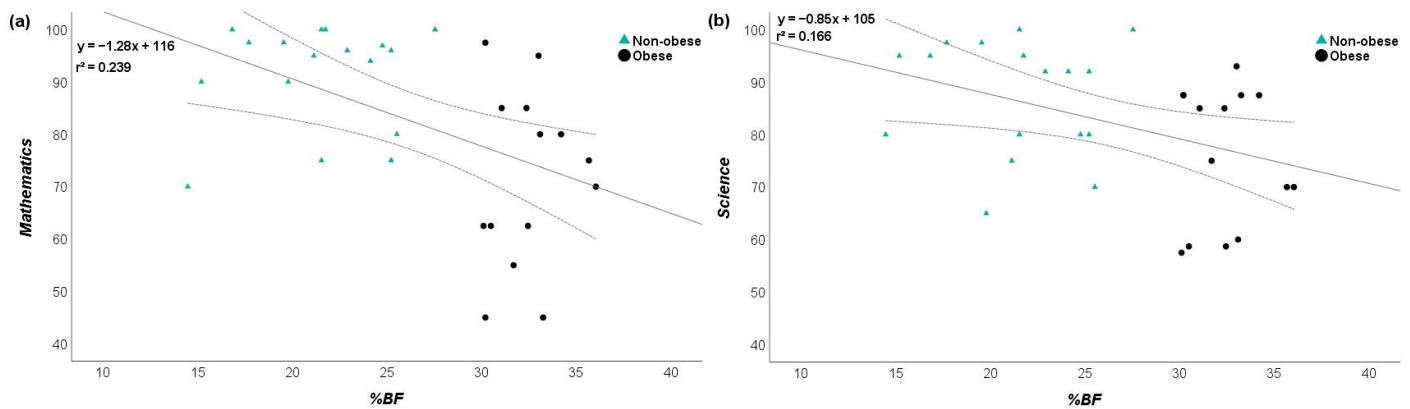 (a)
y = −1.28x + 116
r² = 0.239
Non-obese
Obese
100
90
80
70
60
50
40
Mathematics
10 15 20 25 30 35 40
%BF
(b)
y = −0.85x + 105
r² = 0.166
Non-obese
Obese
100
90
80
70
60
50
40
Science
10 15 20 25 30 35 40
%BF